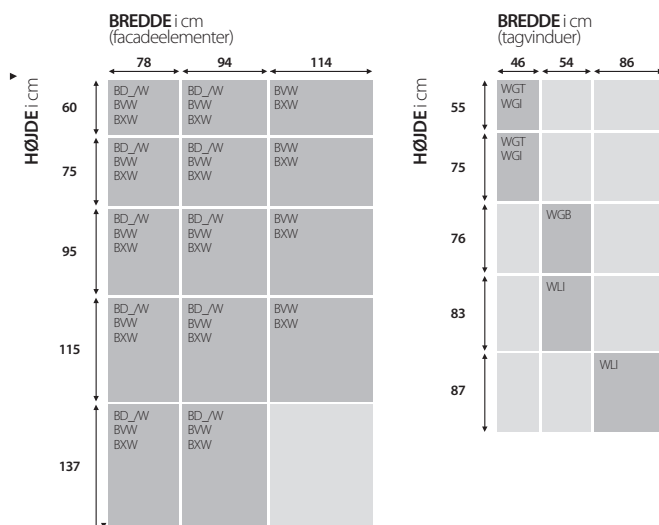 BREDDE i cm
(facadeelementer)
78 94 114
HØJDE i cm
60
BD_/W BD_/W BVW
BVW BVW BXW
BXW BXW
75
BD_/W BD_/W BVW
BVW BVW BXW
BXW BXW
95
BD_/W BD_/W BVW
BVW BVW BXW
BXW BXW
115
BD_/W BD_/W BVW
BVW BVW BXW
BXW BXW
137
BD_/W BD_/W
BVW BVW
BXW BXW
BREDDE i cm
(tagvinduer)
46 54 86
HØJDE i cm
55
WGT
WGI
75
WGT
WGI
76
WGB
83
WLI
87
WLI